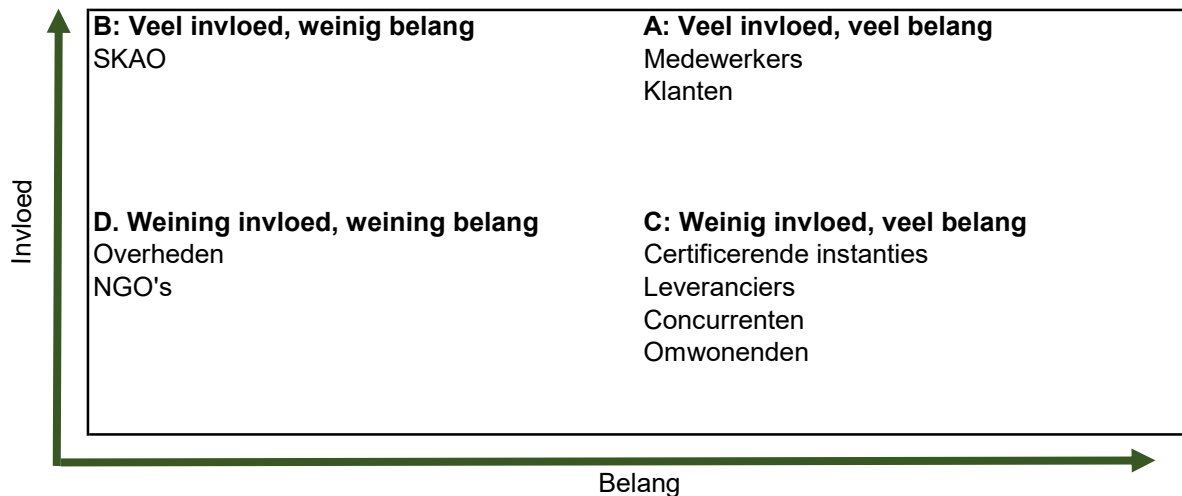 B: Veel invloed, weinig belang
SKAO
A: Veel invloed, veel belang
Medewerkers
Klanten
D. Weining invloed, weining belang
Overheden
NGO's
C: Weinig invloed, veel belang
Certificerende instanties
Leveranciers
Concurrenten
Omwonenden
Invloed
Belang